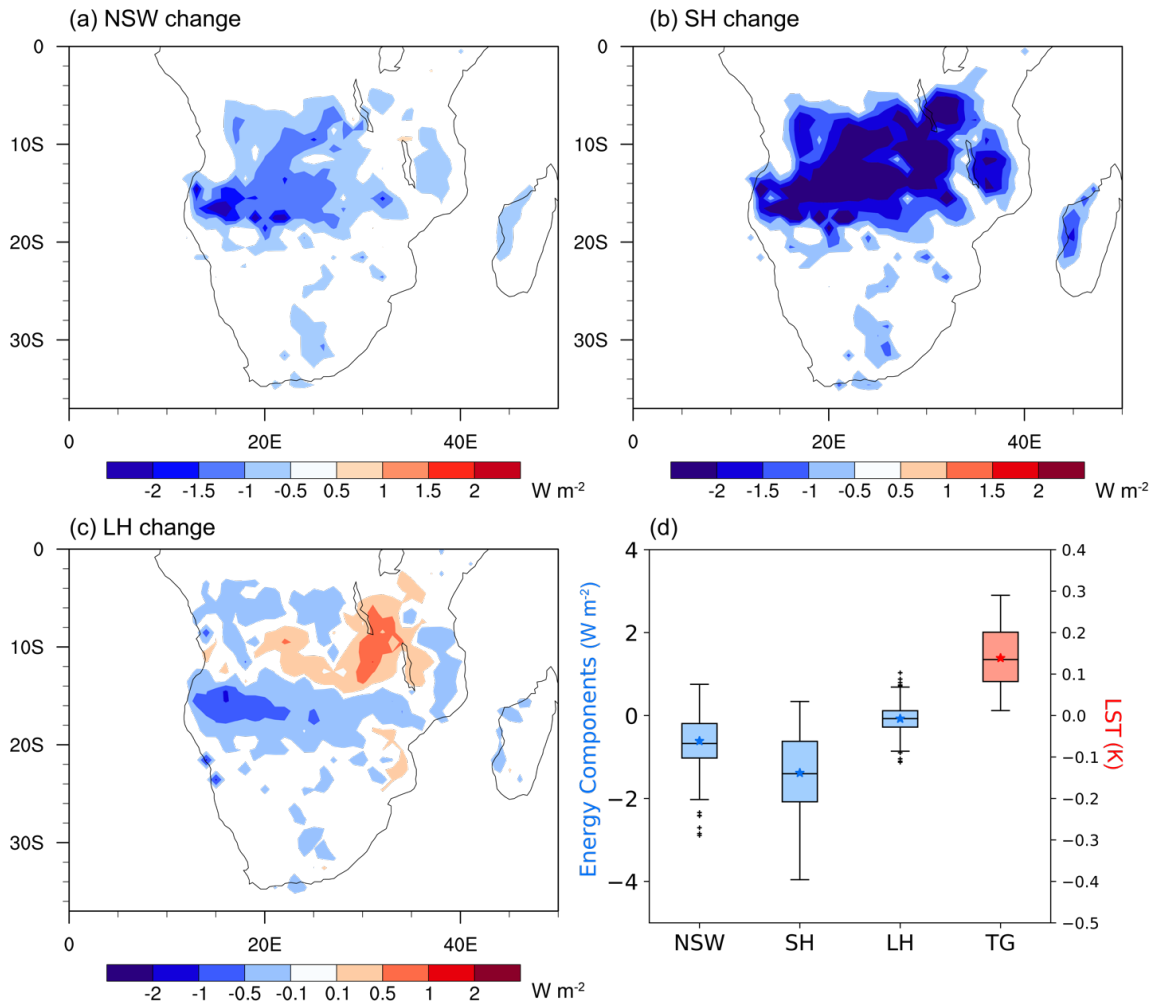 (a) NSW change
0
10S
20S
30S
0 20E 40E
-2 -1.5 -1 -0.5 0.5 1 1.5 2 W m-2
(b) SH change
0
10S
20S
30S
0 20E 40E
-2 -1.5 -1 -0.5 0.5 1 1.5 2 W m-2
(c) LH change
0
10S
20S
30S
0 20E 40E
-2 -1 -0.5 -0.1 0.1 0.5 1 2 W m-2
(d)
Energy Components (W m-2)
4
2
0
−2
−4
NSW SH LH TG
0.4
0.3
0.2
0.1
0.0
−0.1
−0.2
−0.3
−0.4
−0.5
LST (K)